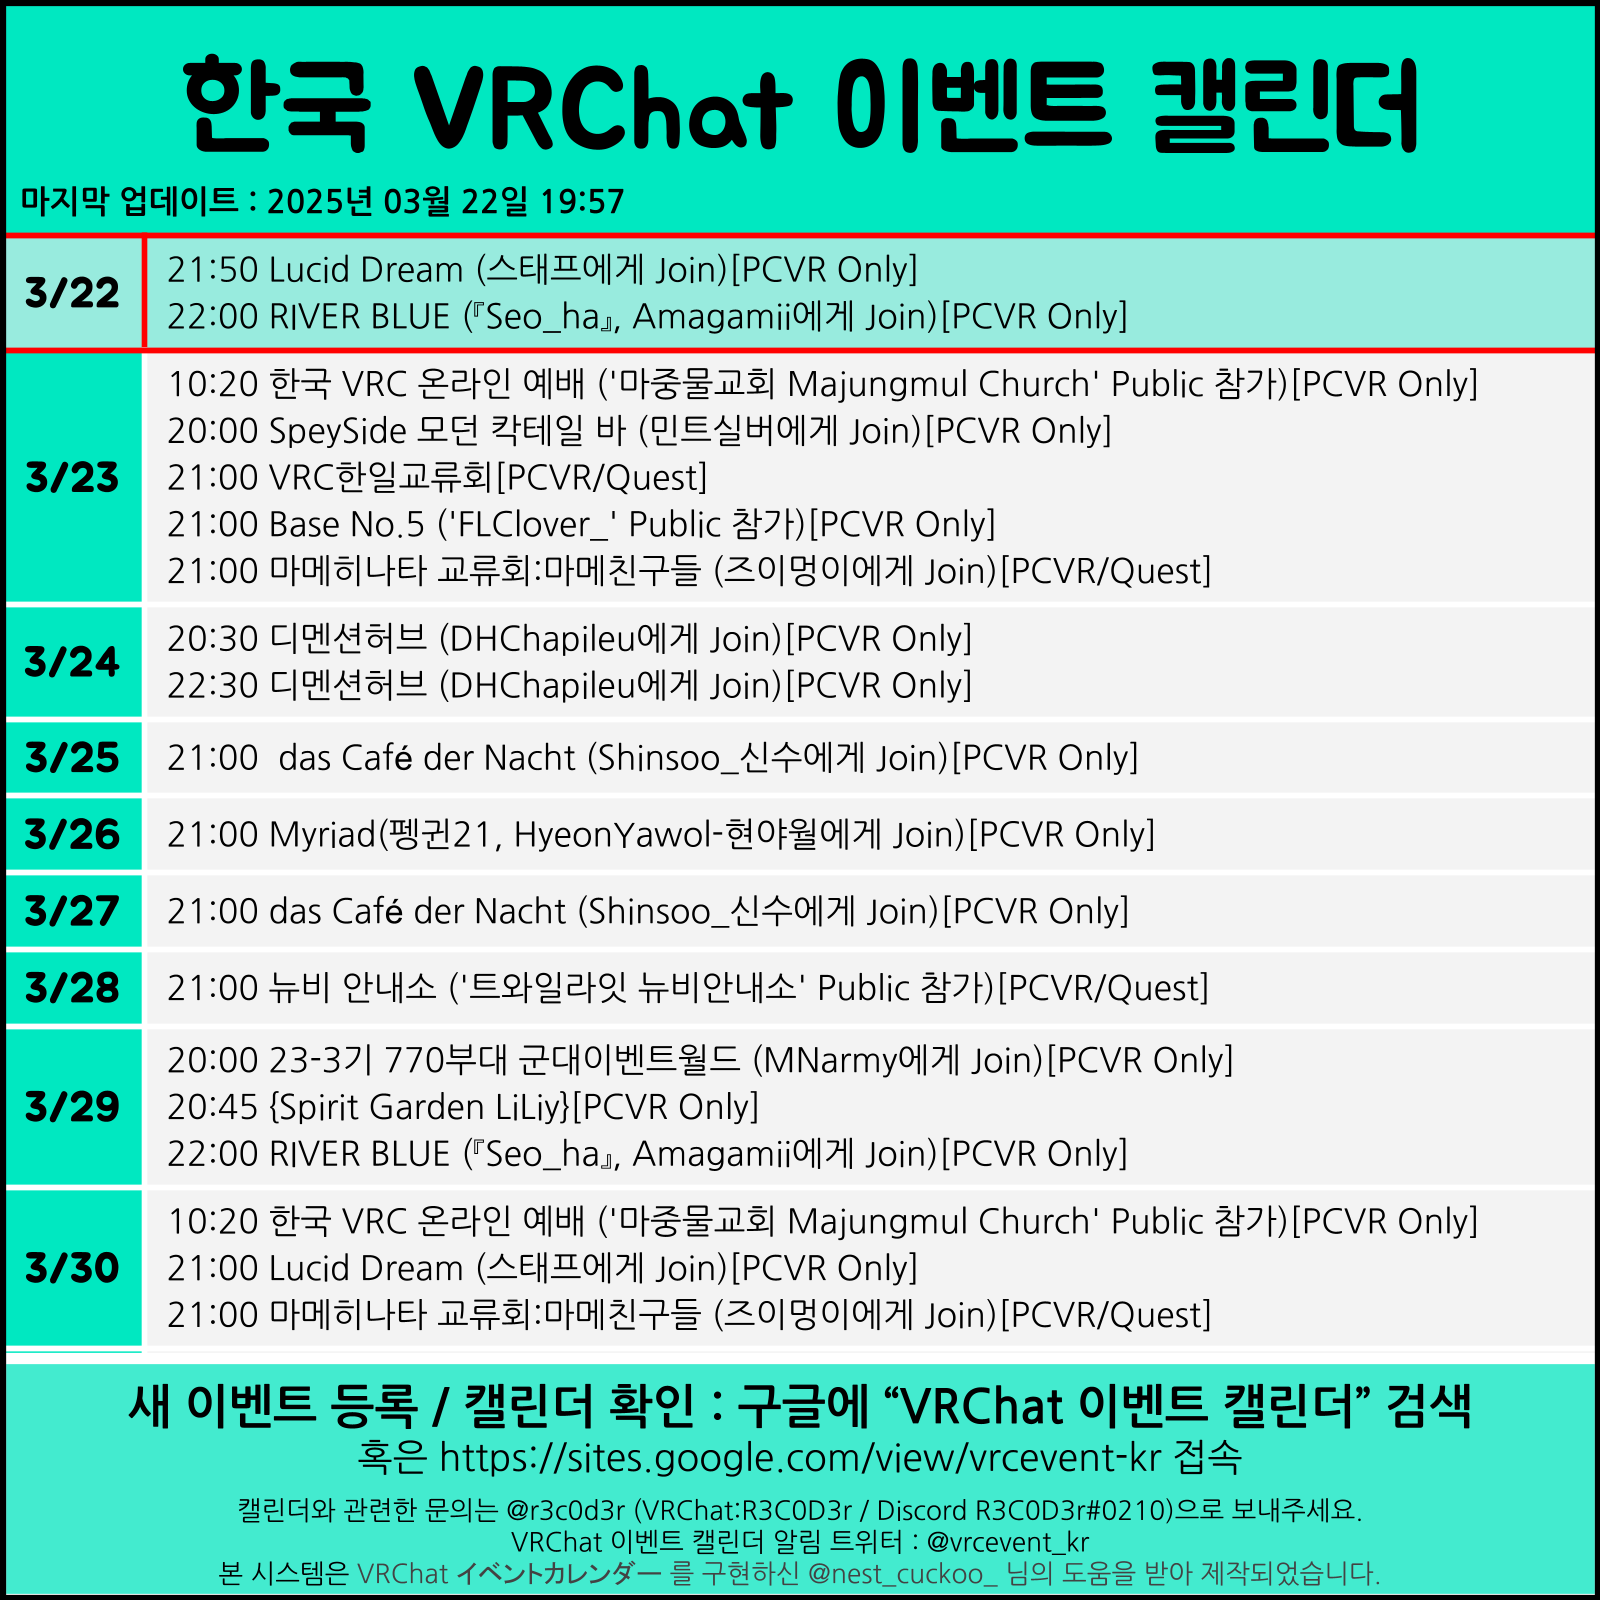 한국 VRChat 이벤트 캘린더
마지막 업데이트 : 2025년 03월 22일 19:57
3/22
21:50 Lucid Dream (스태프에게 Join)[PCVR Only]
22:00 RIVER BLUE (『Seo_ha』, Amagamii에게 Join)[PCVR Only]
3/23
10:20 한국 VRC 온라인 예배 ('마중물교회 Majungmul Church' Public 참가)[PCVR Only]
20:00 SpeySide 모던 칵테일 바 (민트실버에게 Join)[PCVR Only]
21:00 VRC한일교류회[PCVR/Quest]
21:00 Base No.5 ('FLClover_' Public 참가)[PCVR Only]
21:00 마메히나타 교류회:마메친구들 (즈이멍이에게 Join)[PCVR/Quest]
3/24
20:30 디멘션허브 (DHChapileu에게 Join)[PCVR Only]
22:30 디멘션허브 (DHChapileu에게 Join)[PCVR Only]
3/25
21:00  das Café der Nacht (Shinsoo_신수에게 Join)[PCVR Only]
3/26
21:00 Myriad(펭귄21, HyeonYawol-현야월에게 Join)[PCVR Only]
3/27
21:00 das Café der Nacht (Shinsoo_신수에게 Join)[PCVR Only]
3/28
21:00 뉴비 안내소 ('트와일라잇 뉴비안내소' Public 참가)[PCVR/Quest]
3/29
20:00 23-3기 770부대 군대이벤트월드 (MNarmy에게 Join)[PCVR Only]
20:45 {Spirit Garden LiLiy}[PCVR Only]
22:00 RIVER BLUE (『Seo_ha』, Amagamii에게 Join)[PCVR Only]
3/30
10:20 한국 VRC 온라인 예배 ('마중물교회 Majungmul Church' Public 참가)[PCVR Only]
21:00 Lucid Dream (스태프에게 Join)[PCVR Only]
21:00 마메히나타 교류회:마메친구들 (즈이멍이에게 Join)[PCVR/Quest]
새 이벤트 등록 / 캘린더 확인 : 구글에 “VRChat 이벤트 캘린더” 검색
혹은 https://sites.google.com/view/vrcevent-kr 접속
캘린더와 관련한 문의는 @r3c0d3r (VRChat:R3C0D3r / Discord R3C0D3r#0210)으로 보내주세요.
VRChat 이벤트 캘린더 알림 트위터 : @vrcevent_kr
본 시스템은 VRChat イベントカレンダー 를 구현하신 @nest_cuckoo_ 님의 도움을 받아 제작되었습니다.